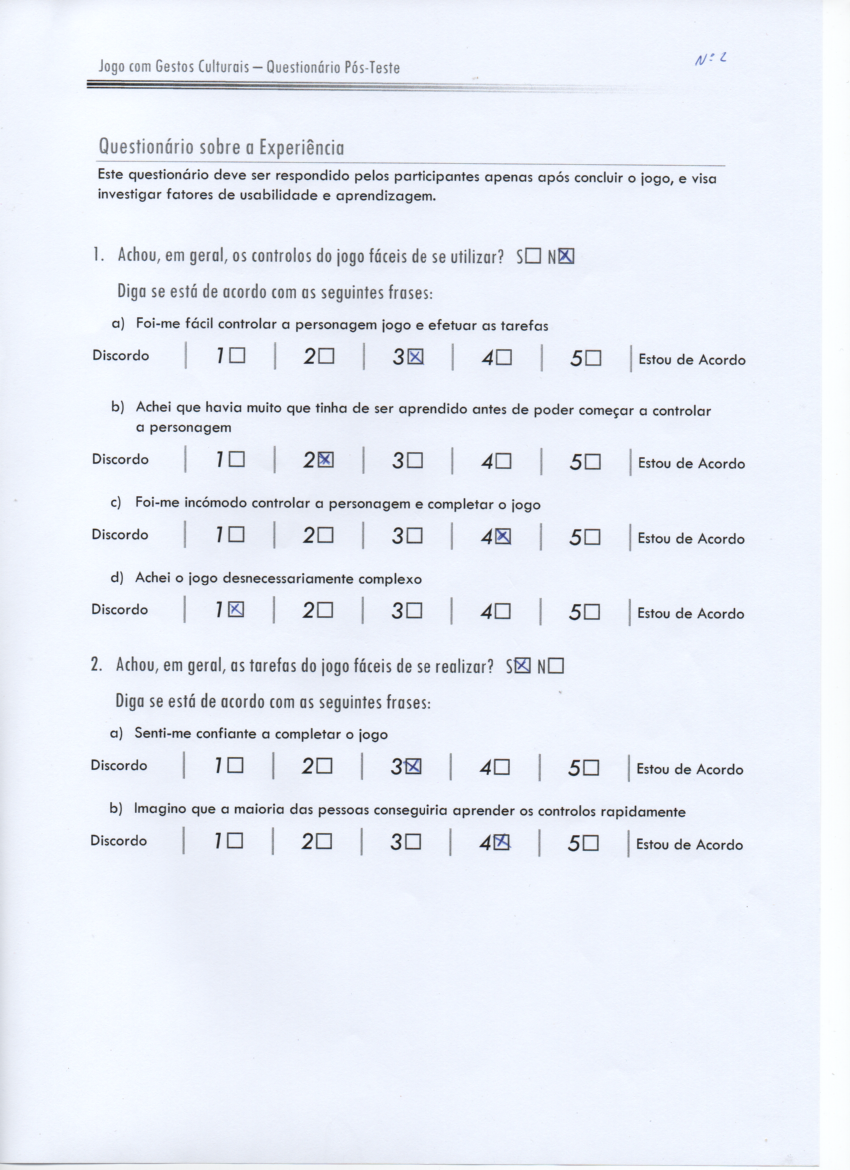 Jogo com Gestos Culturais – Questionário Pós-Teste
Nº
Questionário sobre a Experiência
Este questionário deve ser respondido pelos participantes apenas após concluir o jogo, e visa
investigar fatores de usabilidade e aprendizagem.
1. Achou, em geral, os controlos do jogo fáceis de se utilizar? S☐ N☒
Diga se está de acordo com as seguintes frases:
a) Foi-me fácil controlar a personagem jogo e efetuar as tarefas
Discordo | 1☐ | 2☐ | 3☒ | 4☐ | 5☐ | Estou de Acordo
b) Achei que havia muito que tinha de ser aprendido antes de poder começar a controlar
a personagem
Discordo | 1☐ | 2☒ | 3☐ | 4☐ | 5☐ | Estou de Acordo
c) Foi-me incómodo controlar a personagem e completar o jogo
Discordo | 1☐ | 2☐ | 3☐ | 4☒ | 5☐ | Estou de Acordo
d) Achei o jogo desnecessariamente complexo
Discordo | 1☒ | 2☐ | 3☐ | 4☐ | 5☐ | Estou de Acordo
2. Achou, em geral, as tarefas do jogo fáceis de se realizar? S☒ N☐
Diga se está de acordo com as seguintes frases:
a) Senti-me confiante a completar o jogo
Discordo | 1☐ | 2☐ | 3☒ | 4☐ | 5☐ | Estou de Acordo
b) Imagino que a maioria das pessoas conseguiria aprender os controlos rapidamente
Discordo | 1☐ | 2☐ | 3☐ | 4☒ | 5☐ | Estou de Acordo